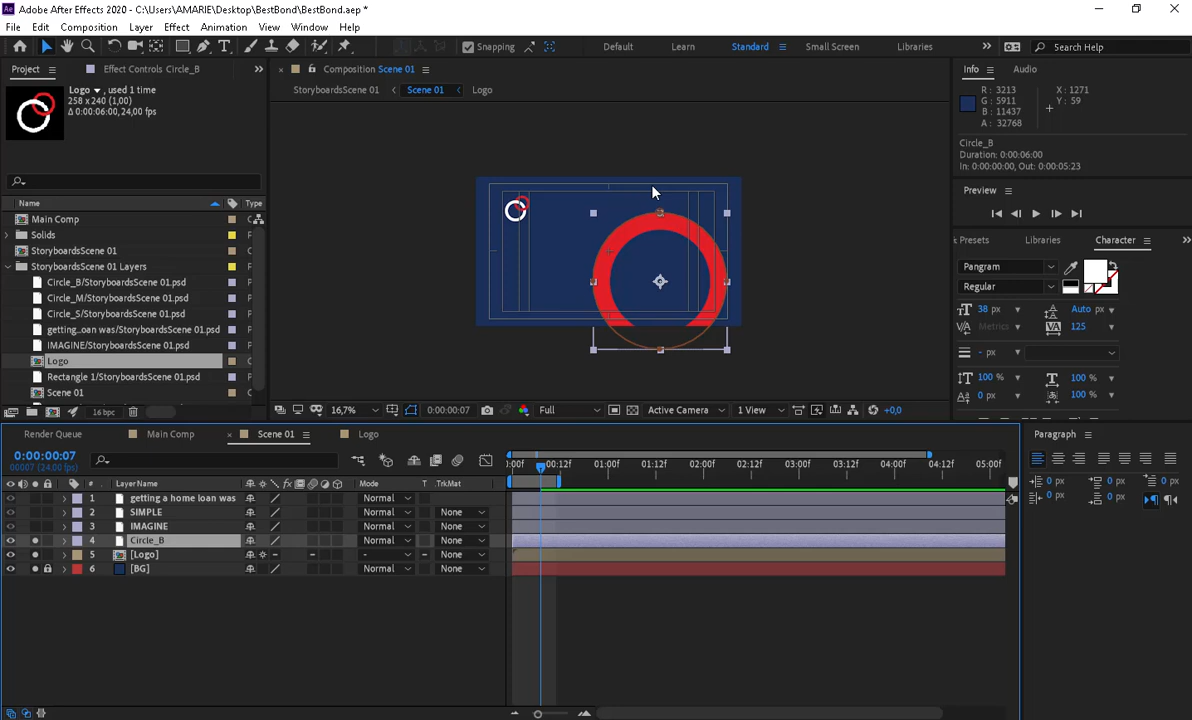 Adobe After Effects 2020 - C:\Users\AMARIE\Desktop\BestBond\BestBond.aep *
File Edit Composition Layer Effect Animation View Window Help
Snapping Default Learn Standard Small Screen Libraries Search Help
Project Effect Controls Circle_B
Logo, used 1 time
258 x 240 (1,00)
Δ 0:00:06:00, 24,00 fps
Name Type
Main Comp
Solids
StoryboardsScene 01
StoryboardsScene 01 Layers
Circle_B/StoryboardsScene 01.psd
Circle_M/StoryboardsScene 01.psd
Circle_S/StoryboardsScene 01.psd
getting...oan was/StoryboardsScene 01.psd
IMAGINE/StoryboardsScene 01.psd
Logo
Rectangle 1/StoryboardsScene 01.psd
Scene 01
16 bpc
Composition Scene 01
StoryboardsScene 01 Scene 01 Logo
16,7% 0:00:00:07 Full Active Camera 1 View +0,0
Info Audio
R : 3213
G : 5911
B : 11437
A : 32768
X : 1271
Y : 59
Circle_B
Duration: 0:00:06:00
In: 0:00:00:00, Out: 0:00:05:23
Preview
Presets Libraries Character
Pangram
Regular
38 px Auto px
Metrics 125
- px
100 % 100 %
0 px 100 %
Render Queue Main Comp Scene 01 Logo
0:00:00:07
00007 (24.00 fps)
:00f 00:12f 01:00f 01:12f 02:00f 02:12f 03:00f 03:12f 04:00f 04:12f 05:00f
# Layer Name Mode T TrkMat
1 getting a home loan was Normal
2 SIMPLE Normal None
3 IMAGINE Normal None
4 Circle_B Normal None
5 [Logo] - None
6 [BG] Normal None
Paragraph
0 px 0 px 0 px
0 px 0 px